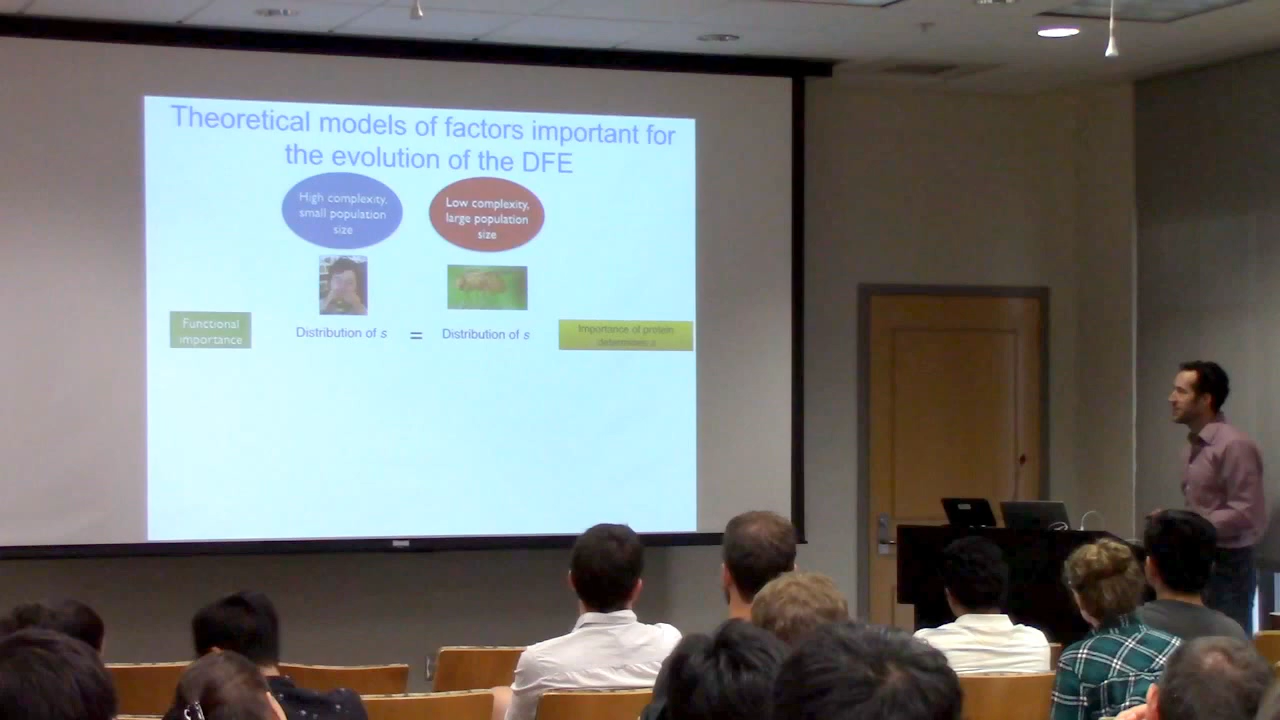 Theoretical models of factors important for
the evolution of the DFE
High complexity,
small population
size
Low complexity,
large population
size
Functional
importance
Distribution of s
=
Distribution of s
Importance of protein
determines s